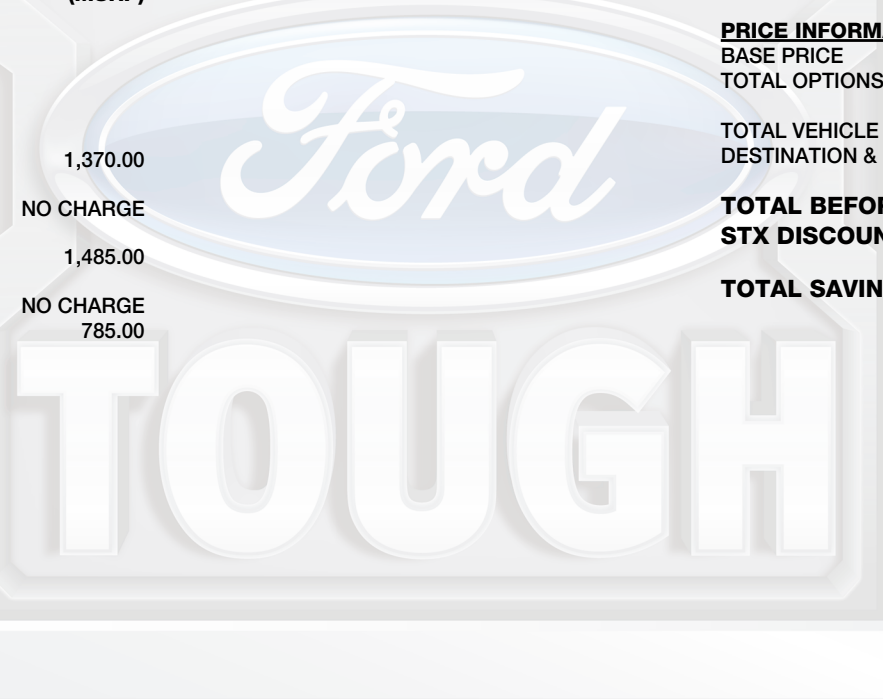 (MSRP)
1,370.00
NO CHARGE
1,485.00
NO CHARGE
785.00
PRICE INFORMA
BASE PRICE
TOTAL OPTIONS
TOTAL VEHICLE
DESTINATION &
TOTAL BEFOR
STX DISCOUN
TOTAL SAVIN
Ford
TOUGH